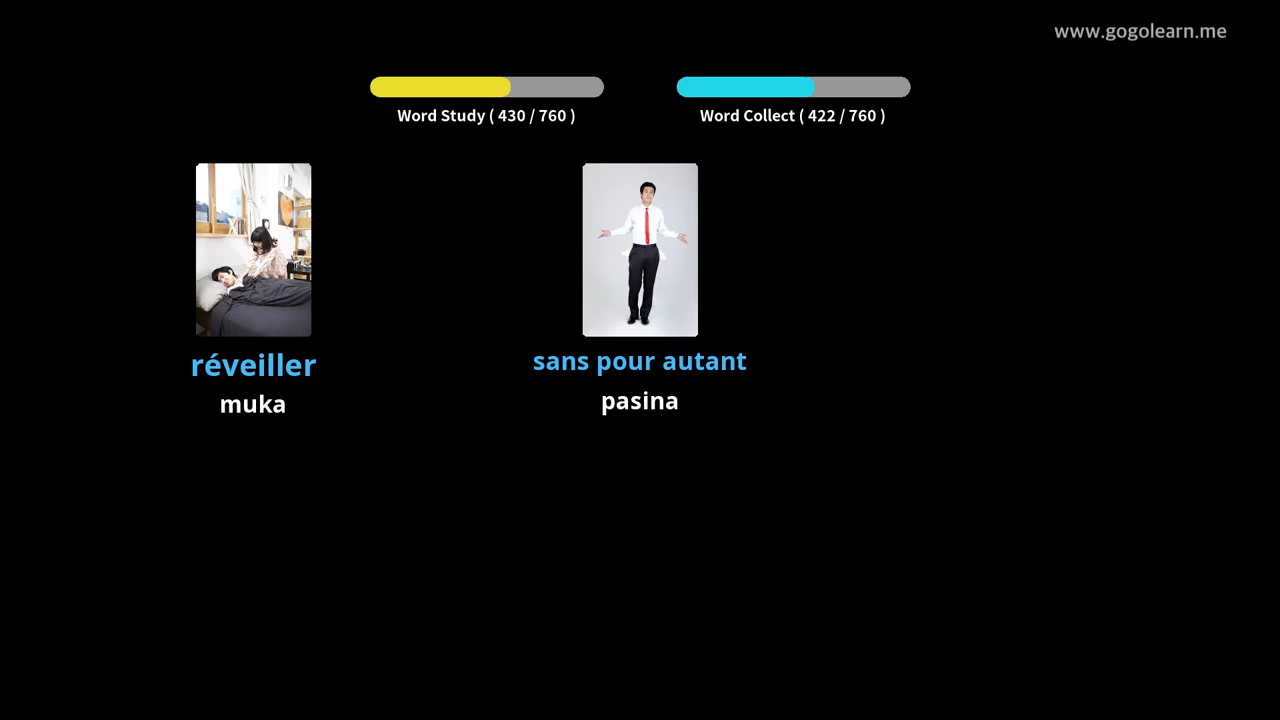 www.gogolearn.me
Word Study ( 430 / 760 )
Word Collect ( 422 / 760 )
réveiller
muka
sans pour autant
pasina